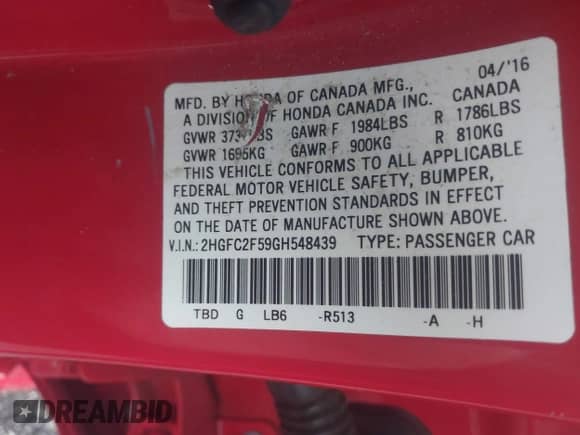 04/'16
MFD. BY OF CANADA MFG.,
A DIVISION OF HONDA CANADA INC. CANADA
GVWR GAWR F 1984LBS R 1786LBS
GVWR 1695KG GAWR F 900KG R 810KG
THIS VEHICLE CONFORMS TO ALL APPLICABLE
FEDERAL MOTOR VEHICLE SAFETY, BUMPER,
AND THEFT PREVENTION STANDARDS IN EFFECT
ON THE DATE OF MANUFACTURE SHOWN ABOVE.
V.I.N.: 2HGFC2F59GH548439 TYPE: PASSENGER CAR
TBD G LB6 -R513 -A -H
DREAMBID